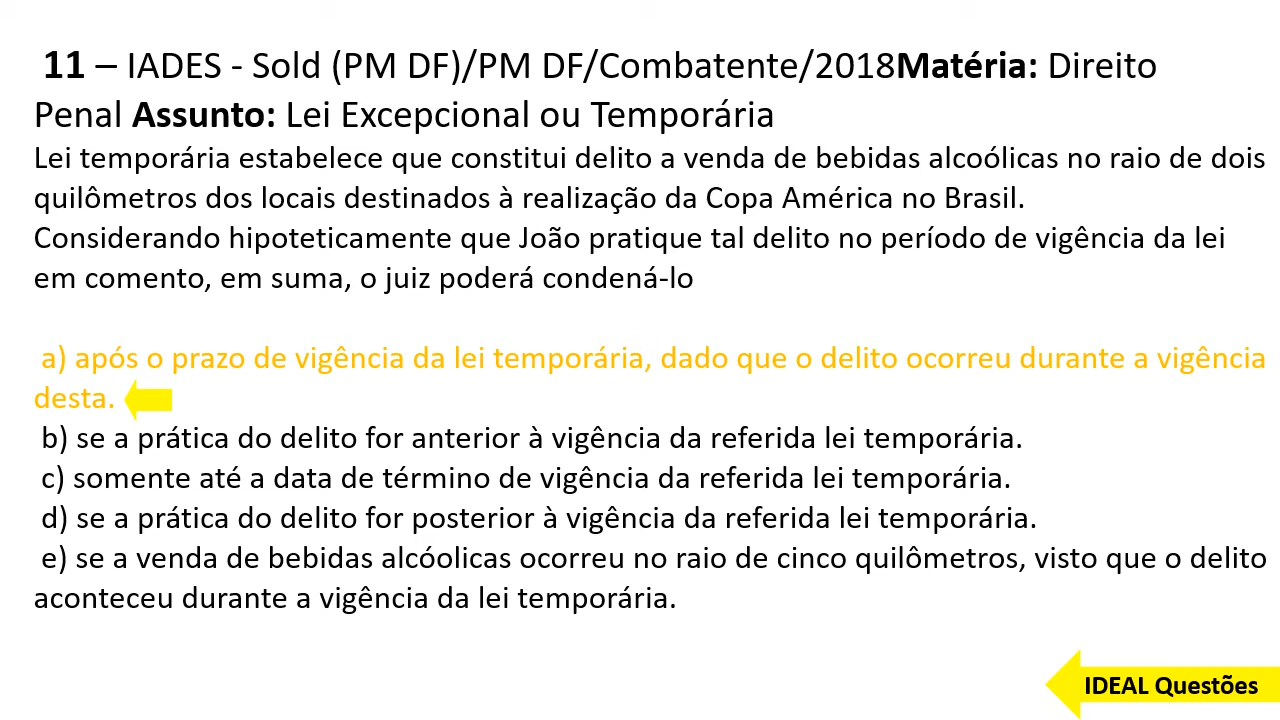 11 – IADES - Sold (PM DF)/PM DF/Combatente/2018Matéria: Direito
Penal Assunto: Lei Excepcional ou Temporária
Lei temporária estabelece que constitui delito a venda de bebidas alcoólicas no raio de dois
quilômetros dos locais destinados à realização da Copa América no Brasil.
Considerando hipoteticamente que João pratique tal delito no período de vigência da lei
em comento, em suma, o juiz poderá condená-lo
a) após o prazo de vigência da lei temporária, dado que o delito ocorreu durante a vigência
desta.
b) se a prática do delito for anterior à vigência da referida lei temporária.
c) somente até a data de término de vigência da referida lei temporária.
d) se a prática do delito for posterior à vigência da referida lei temporária.
e) se a venda de bebidas alcóolicas ocorreu no raio de cinco quilômetros, visto que o delito
aconteceu durante a vigência da lei temporária.
IDEAL Questões